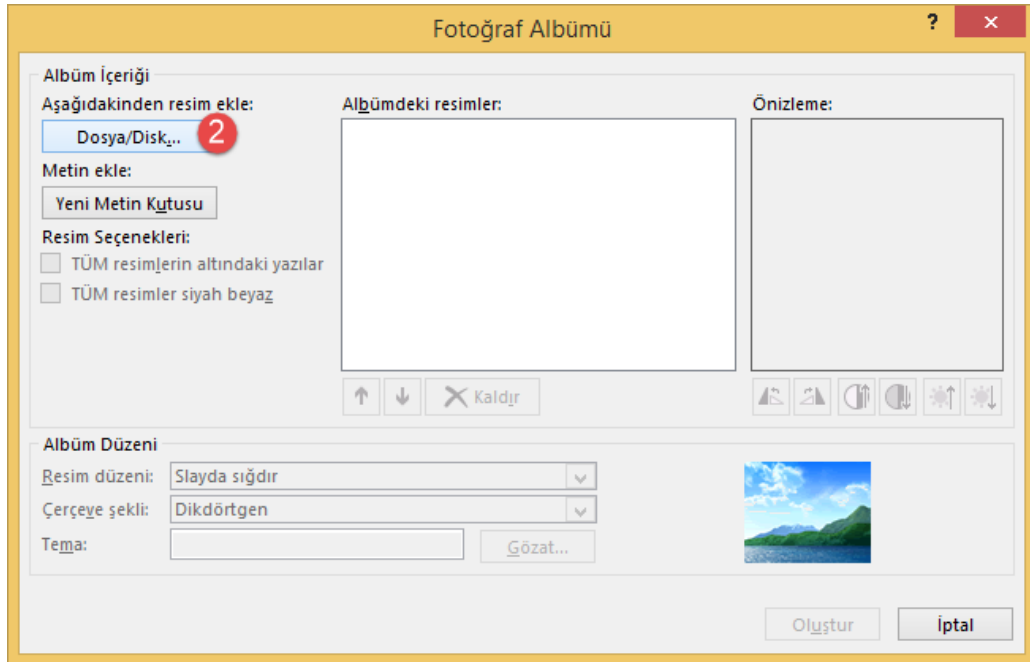 Fotoğraf Albümü
?
×
Albüm İçeriği
Aşağıdakinden resim ekle:
Dosya/Disk...
2
Metin ekle:
Yeni Metin Kutusu
Resim Seçenekleri:
TÜM resimlerin altındaki yazılar
TÜM resimler siyah beyaz
Albümdeki resimler:
Kaldır
Önizleme:
Albüm Düzeni
Resim düzeni: Slayda sığdır
Çerçeve şekli: Dikdörtgen
Tema: Gözat...
Oluştur İptal